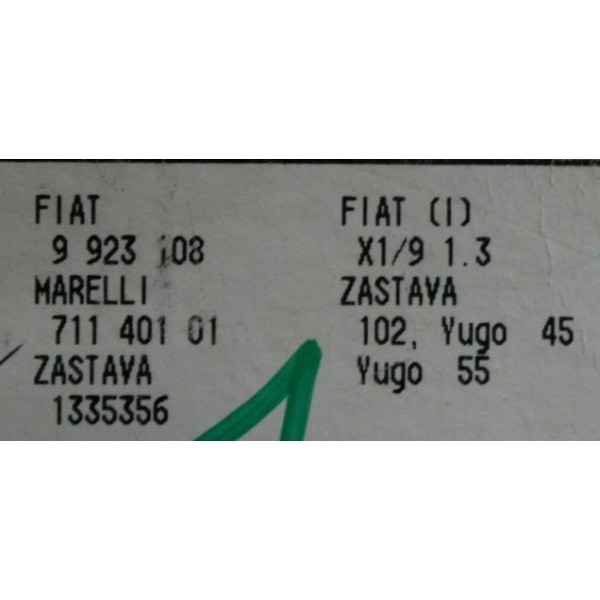 FIAT
9 923 108
MARELLI
711 401 01
ZASTAVA
1335356
FIAT (I)
X1/9 1.3
ZASTAVA
102, Yugo 45
Yugo 55